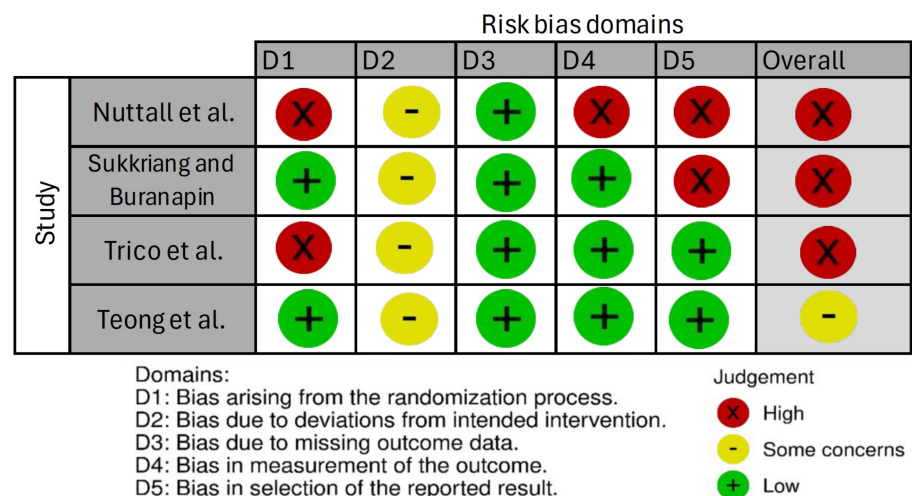 Risk bias domains
D1 D2 D3 D4 D5 Overall
Study
Nuttall et al. X - + X X X
Sukkriang and
Buranapin + - + + X X
Trico et al. X - + + + X
Teong et al. + - + + + -
Domains:
D1: Bias arising from the randomization process.
D2: Bias due to deviations from intended intervention.
D3: Bias due to missing outcome data.
D4: Bias in measurement of the outcome.
D5: Bias in selection of the reported result.
Judgement
X High
- Some concerns
+ Low